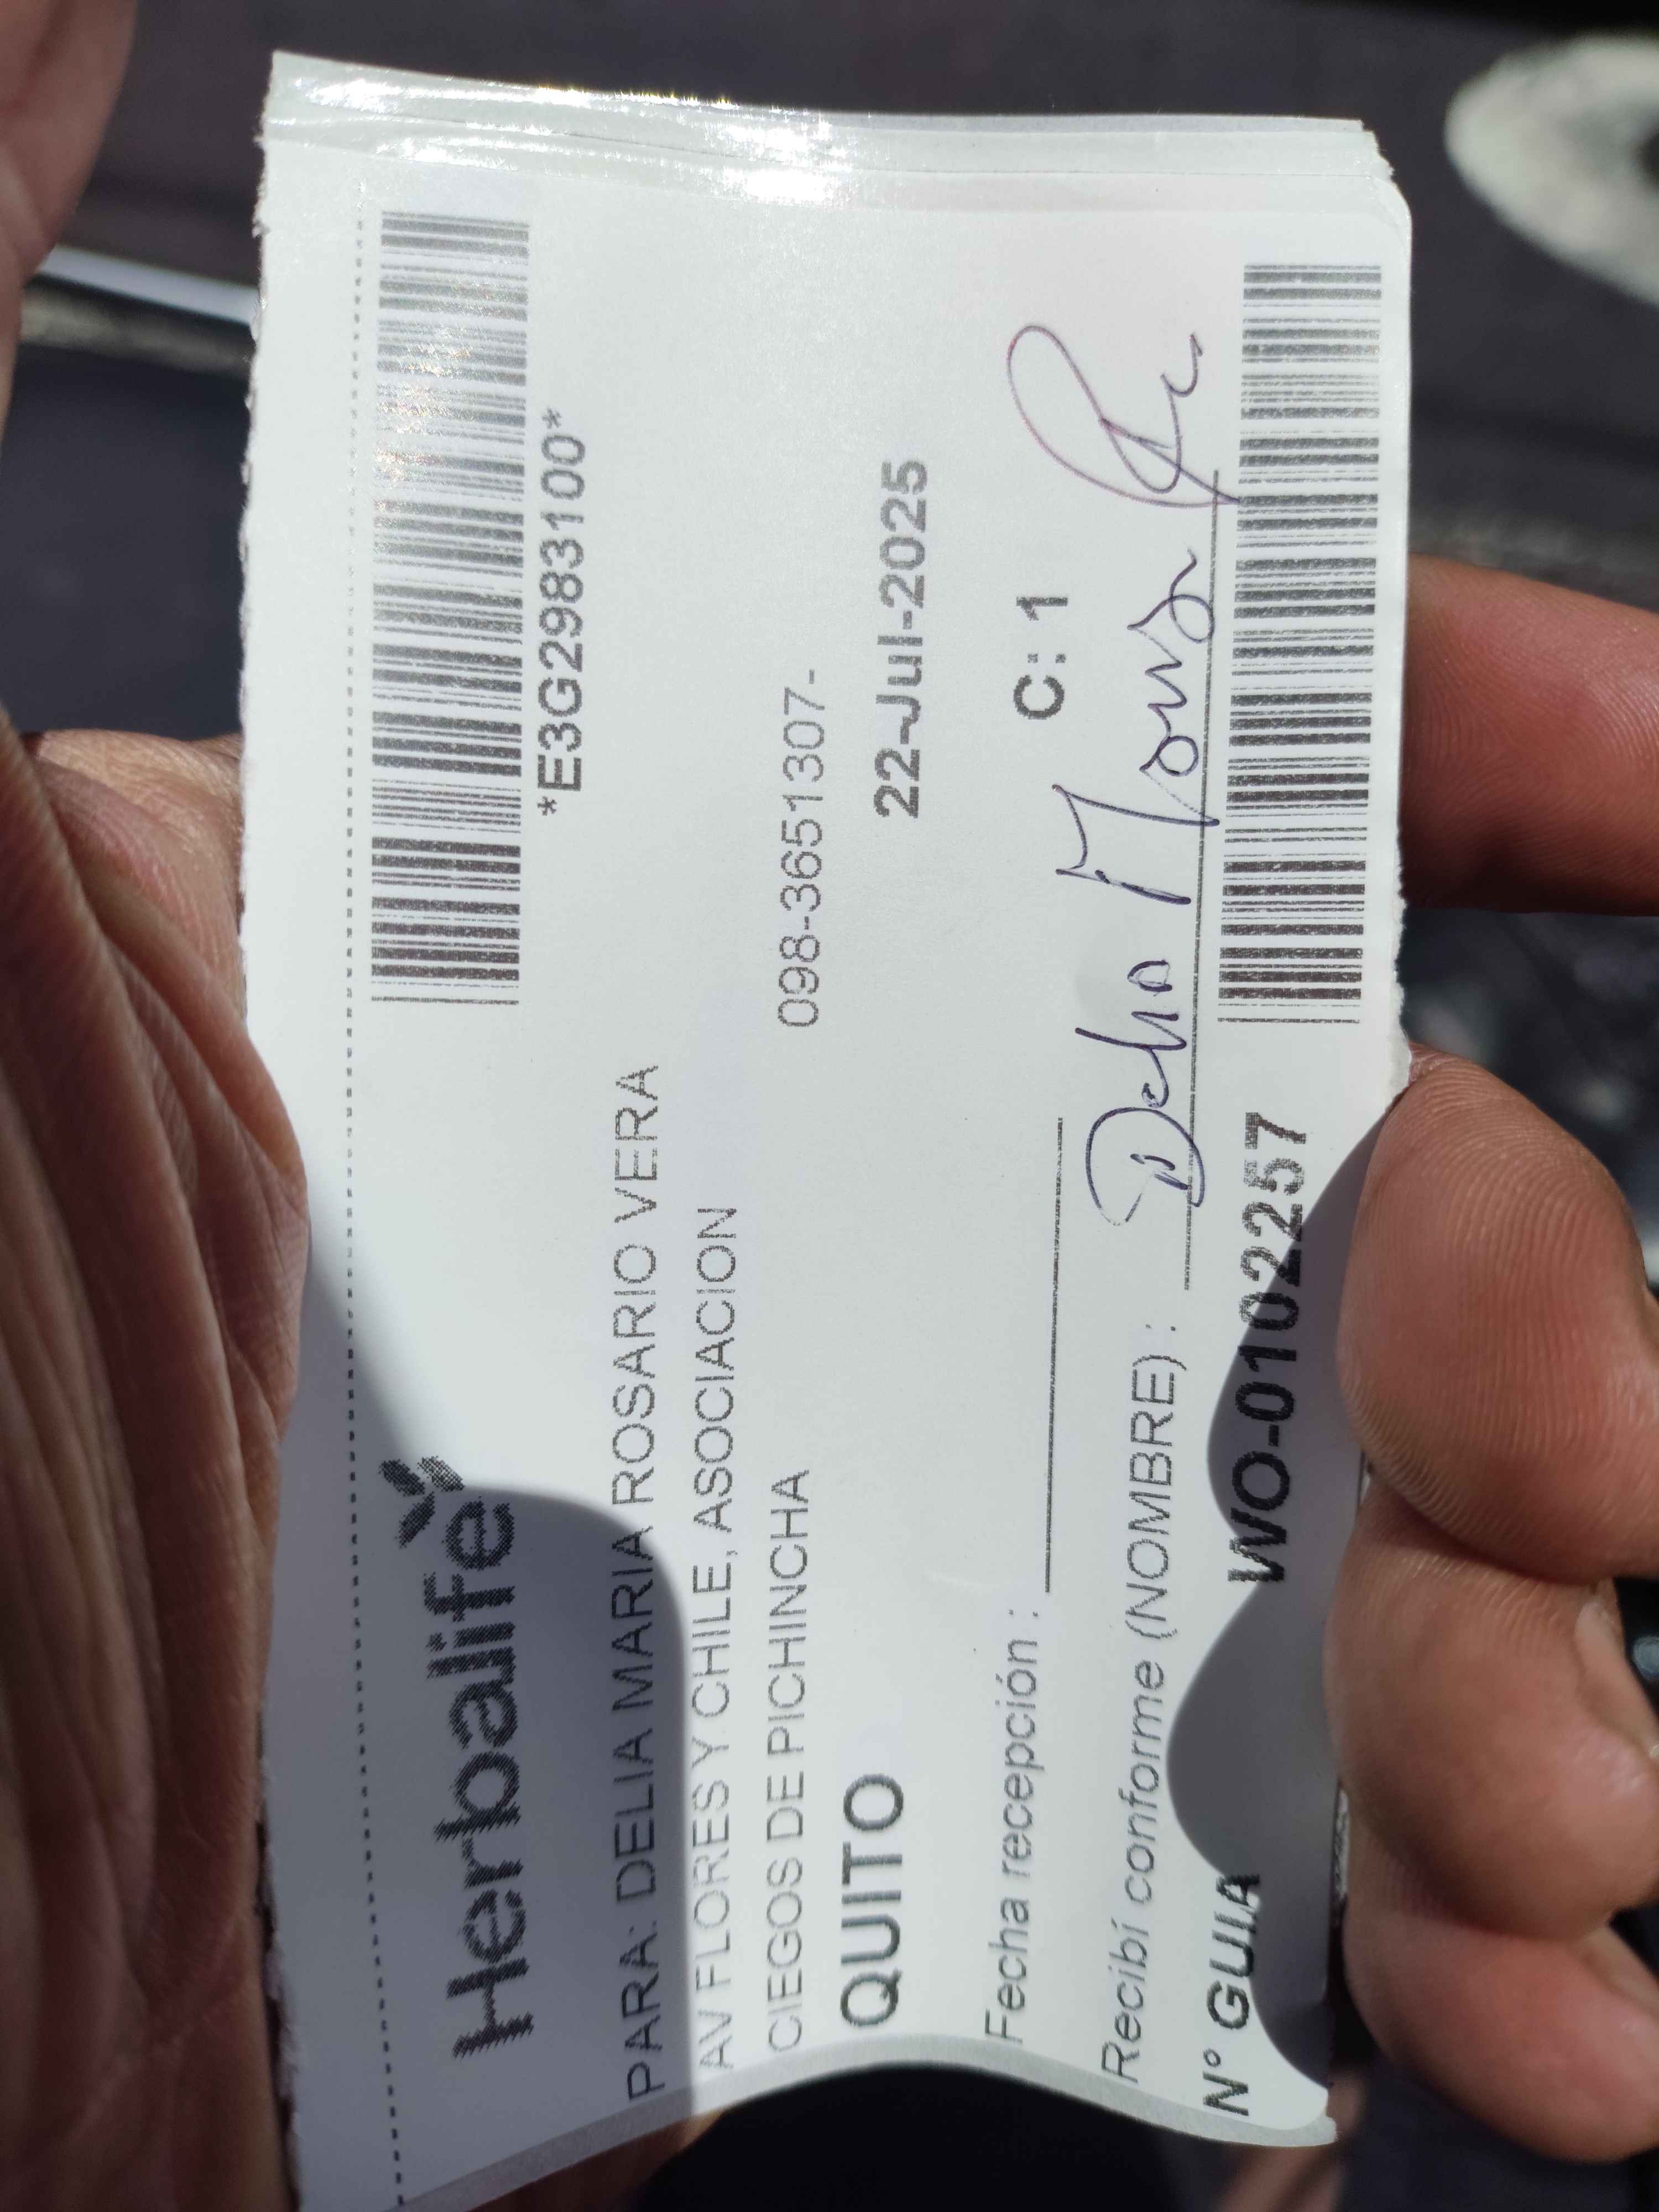 *E3G2983100*
Herbalife
PARA: DELIA MARIA ROSARIO VERA
AV FLORES Y CHILE, ASOCIACION
CIEGOS DE PICHINCHA
098-3651307-
QUITO
22-Jul-2025
Fecha recepción :
C: 1
Recibí conforme (NOMBRE) : Delia
N° GUIA WO-0102257